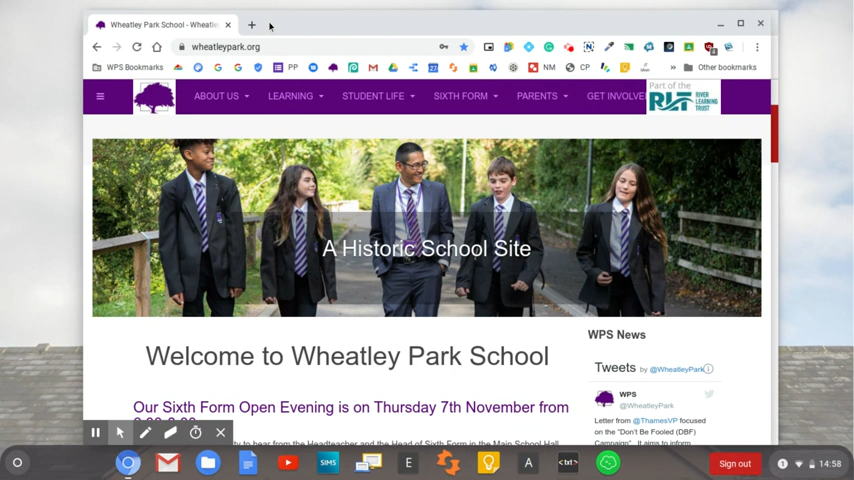 Wheatley Park School - Wheatle
wheatleypark.org
WPS Bookmarks
PP
27
NM
CP
»
Other bookmarks
ABOUT US
LEARNING
STUDENT LIFE
SIXTH FORM
PARENTS
GET INVOLVE
Part of the
RLT
RIVER
LEARNING
TRUST
A Historic School Site
Welcome to Wheatley Park School
Our Sixth Form Open Evening is on Thursday 7th November from
ity to hear from the Headteacher and the Head of Sixth Form in the Main School Hall
WPS News
Tweets by @WheatleyPark
WPS
@WheatleyPark
Letter from @ThamesVP focused
on the "Don't Be Fooled (DBF)
Campaign". It aims to inform
SIMS
E
A
<txt>
Sign out
1
14:58